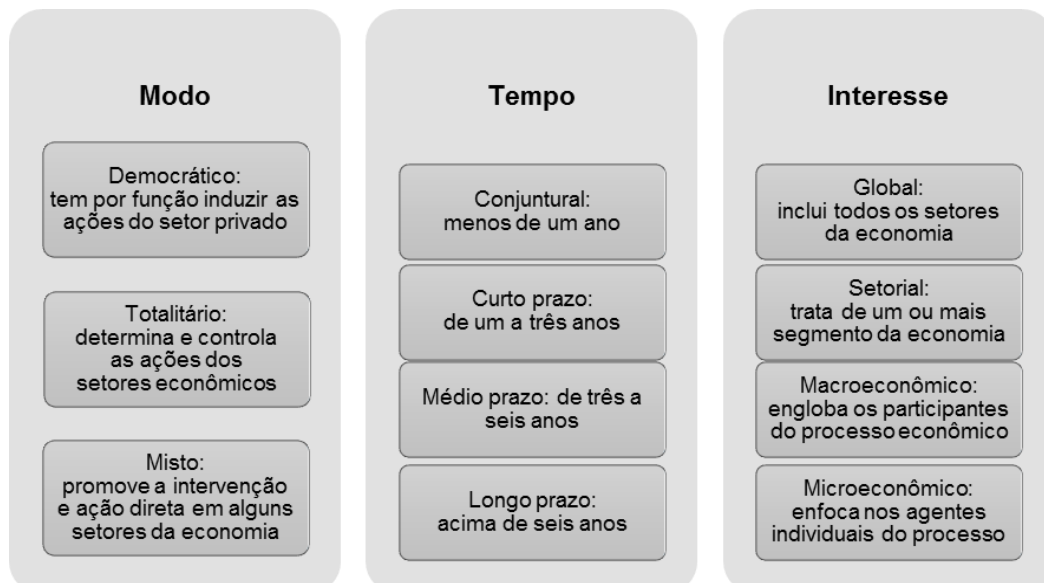 Modo
Democrático:
tem por função induzir as
ações do setor privado
Totalitário:
determina e controla
as ações dos
setores econômicos
Misto:
promove a intervenção
e ação direta em alguns
setores da economia
Tempo
Conjuntural:
menos de um ano
Curto prazo:
de um a três anos
Médio prazo: de três a
seis anos
Longo prazo:
acima de seis anos
Interesse
Global:
inclui todos os setores
da economia
Setorial:
trata de um ou mais
segmento da economia
Macroeconômico:
engloba os participantes
do processo econômico
Microeconômico:
enfoca nos agentes
individuais do processo